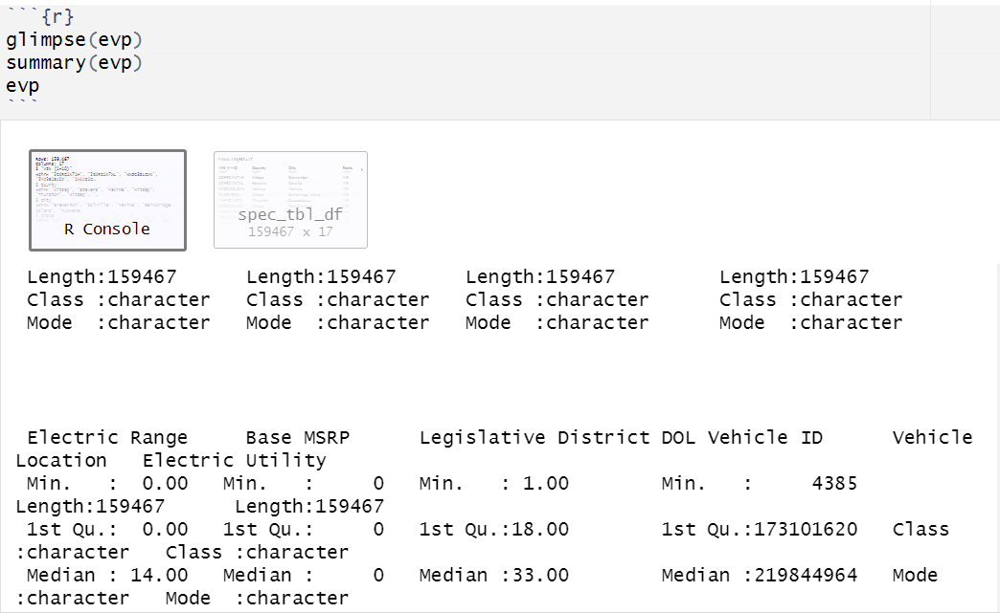 ```{r}
glimpse(evp)
summary(evp)
evp
```
R Console
spec_tbl_df
159467 x 17
Length:159467      Length:159467      Length:159467         Length:159467
Class :character   Class :character   Class :character      Class :character
Mode  :character   Mode  :character   Mode  :character      Mode  :character
Electric Range     Base MSRP      Legislative District DOL Vehicle ID      Vehicle
Location   Electric Utility
Min.   :  0.00   Min.   :     0   Min.   : 1.00        Min.   :     4385
Length:159467      Length:159467
1st Qu.:  0.00   1st Qu.:     0   1st Qu.:18.00        1st Qu.:173101620   Class
:character   Class :character
Median : 14.00   Median :     0   Median :33.00        Median :219844964   Mode
:character   Mode  :character